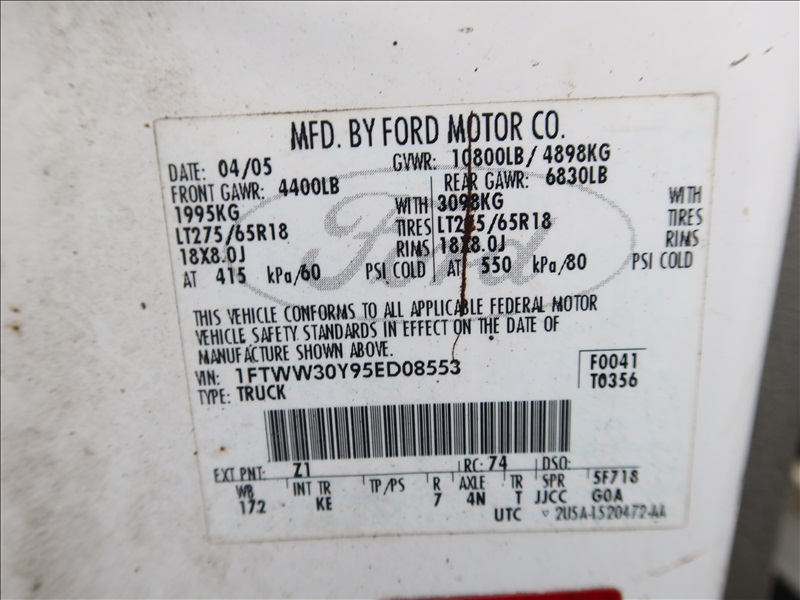 MFD. BY FORD MOTOR CO.
DATE: 04/05 GVWR: 10800LB/ 4898KG
FRONT GAWR: 4400LB REAR GAWR: 6830LB
1995KG WITH 3098KG WITH
LT275/65R18 TIRES LT275/65R18 TIRES
18X8.0J RIMS 18X8.0J RIMS
AT 415 kPa/60 PSI COLD AT 550 kPa/80 PSI COLD
Ford
THIS VEHICLE CONFORMS TO ALL APPLICABLE FEDERAL MOTOR
VEHICLE SAFETY STANDARDS IN EFFECT ON THE DATE OF
MANUFACTURE SHOWN ABOVE.
VIN: 1FTWW30Y95ED08553 F0041
TYPE: TRUCK T0356
EXT PNT: Z1 RC: 74 DSO:
WB INT TR TP/PS R AXLE TR SPR 5F718
172 KE 7 4N T JJCC G0A
UTC ▽ 2U5A-1520472-AA